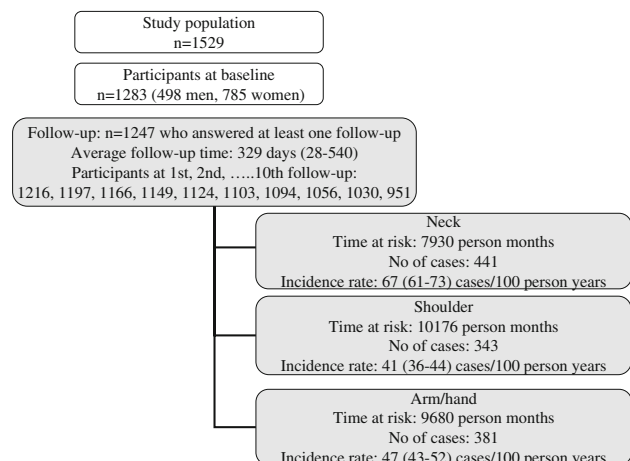 Study population
n=1529
Participants at baseline
n=1283 (498 men, 785 women)
Follow-up: n=1247 who answered at least one follow-up
Average follow-up time: 329 days (28-540)
Participants at 1st, 2nd, …..10th follow-up:
1216, 1197, 1166, 1149, 1124, 1103, 1094, 1056, 1030, 951
Neck
Time at risk: 7930 person months
No of cases: 441
Incidence rate: 67 (61-73) cases/100 person years
Shoulder
Time at risk: 10176 person months
No of cases: 343
Incidence rate: 41 (36-44) cases/100 person years
Arm/hand
Time at risk: 9680 person months
No of cases: 381
Incidence rate: 47 (43-52) cases/100 person years